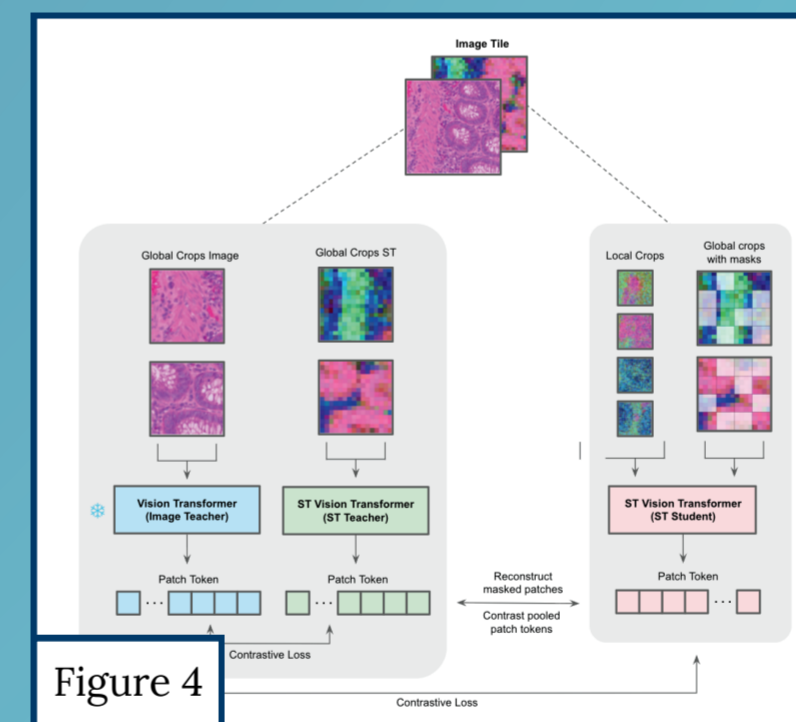 Image Tile
Global Crops Image
Global Crops ST
Local Crops
Global crops
with masks
Vision Transformer
(Image Teacher)
ST Vision Transformer
(ST Teacher)
ST Vision Transformer
(ST Student)
Patch Token
Patch Token
Patch Token
Reconstruct
masked patches
Contrast pooled
patch tokens
Contrastive Loss
Contrastive Loss
Figure 4